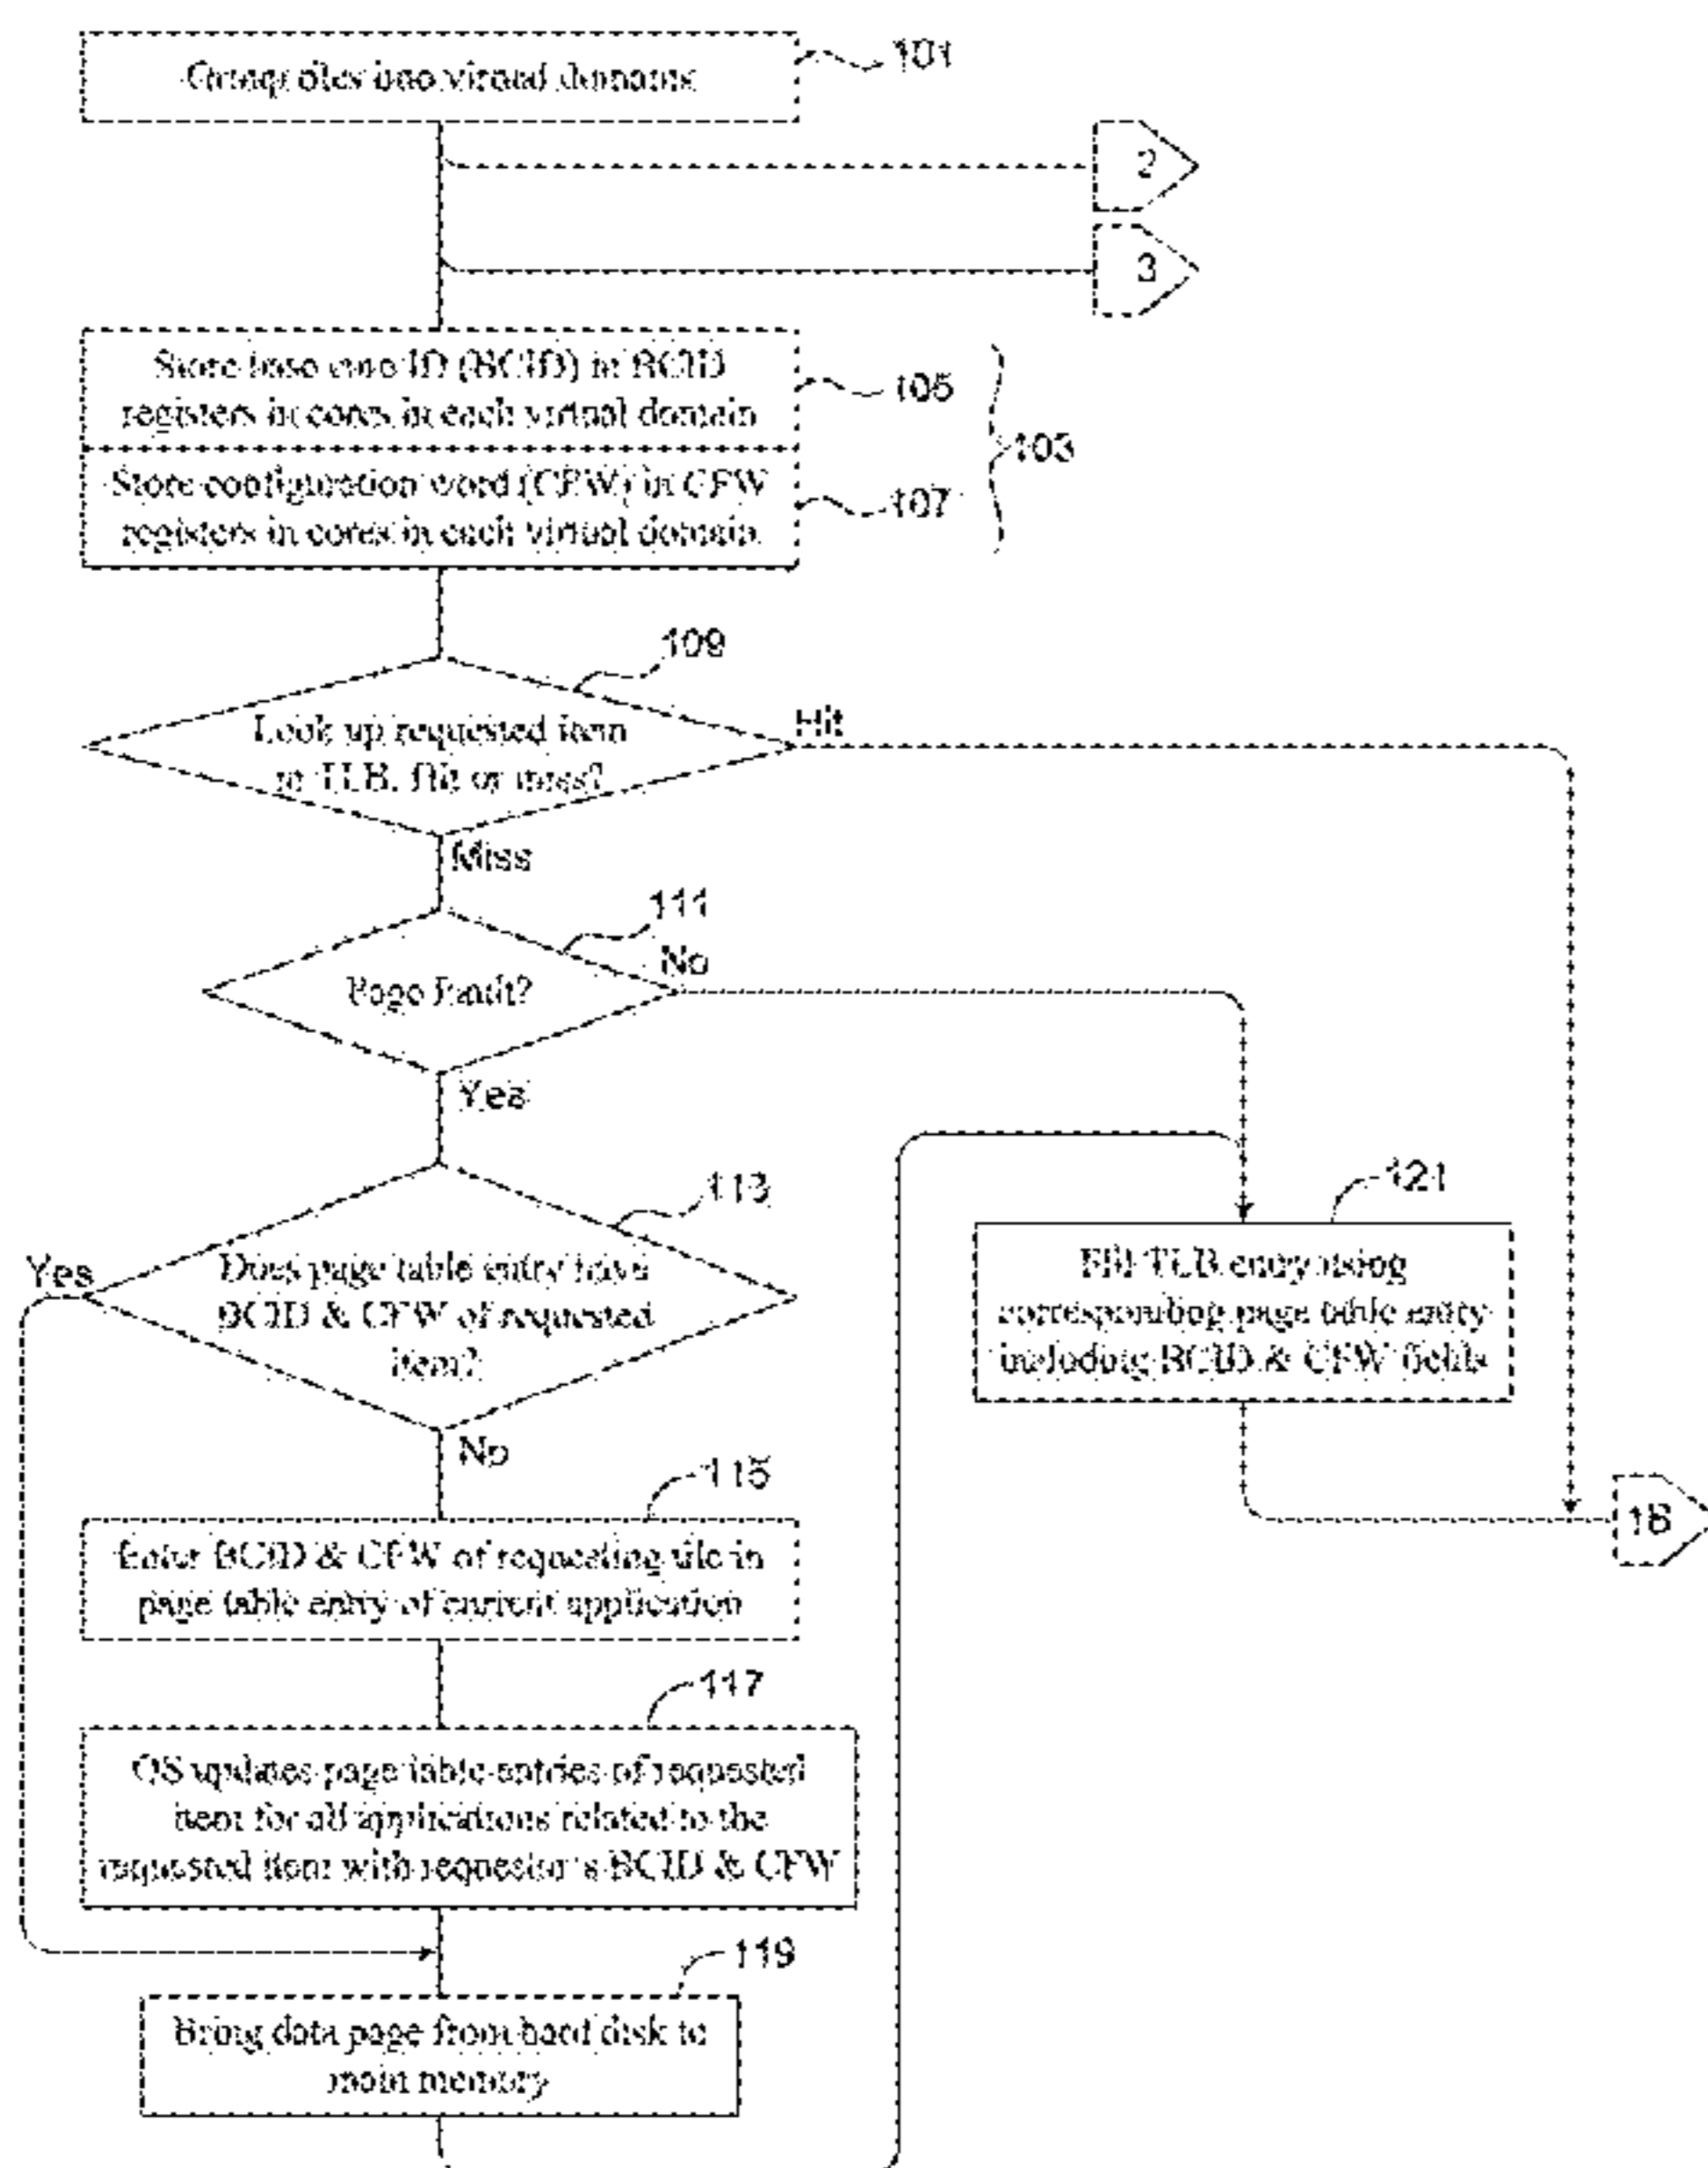 Group tiles into virtual domains
101
2
3
Store base core ID (BCID) in BCID
registers in cores in each virtual domain
105
103
Store configuration word (CFW) in CFW
registers in cores in each virtual domain.
107
109
Look up requested item
in TLB. Hit or miss?
Hit
Miss
111
Page Fault?
No
Yes
113
Yes
Does page table entry have
BCID & CFW of requested
item?
No
121
Fill TLB entry using
corresponding page table entry
including BCID & CFW fields
115
Enter BCID & CFW of requesting tile in
page table entry of current application
117
OS updates page table entries of requested
item for all applications related to the
requested item with requestor's BCID & CFW
119
Bring data page from hard disk to
main memory